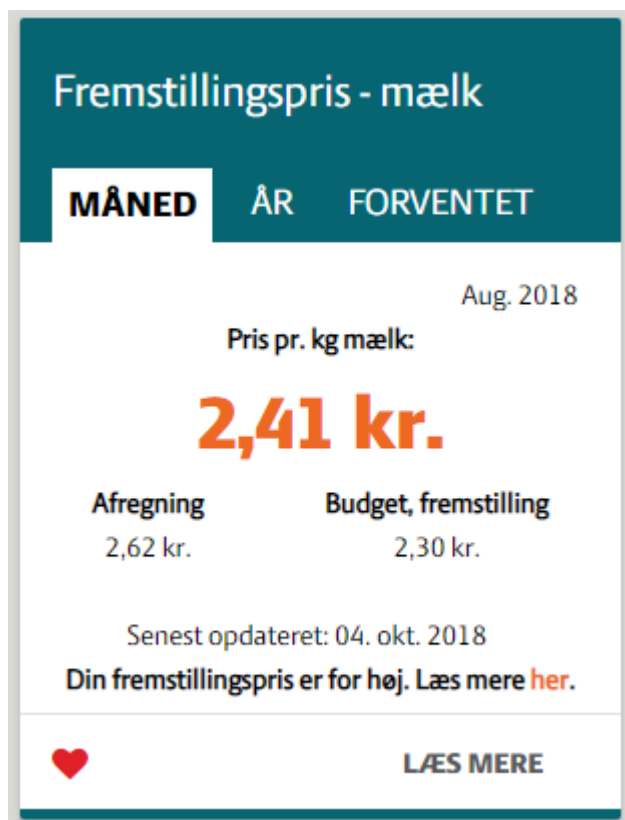 Fremstillingspris - mælk
MÅNED ÅR FORVENTET
Aug. 2018
Pris pr. kg mælk:
2,41 kr.
Afregning Budget, fremstilling
2,62 kr. 2,30 kr.
Senest opdateret: 04. okt. 2018
Din fremstillingspris er for høj. Læs mere her.
LÆS MERE